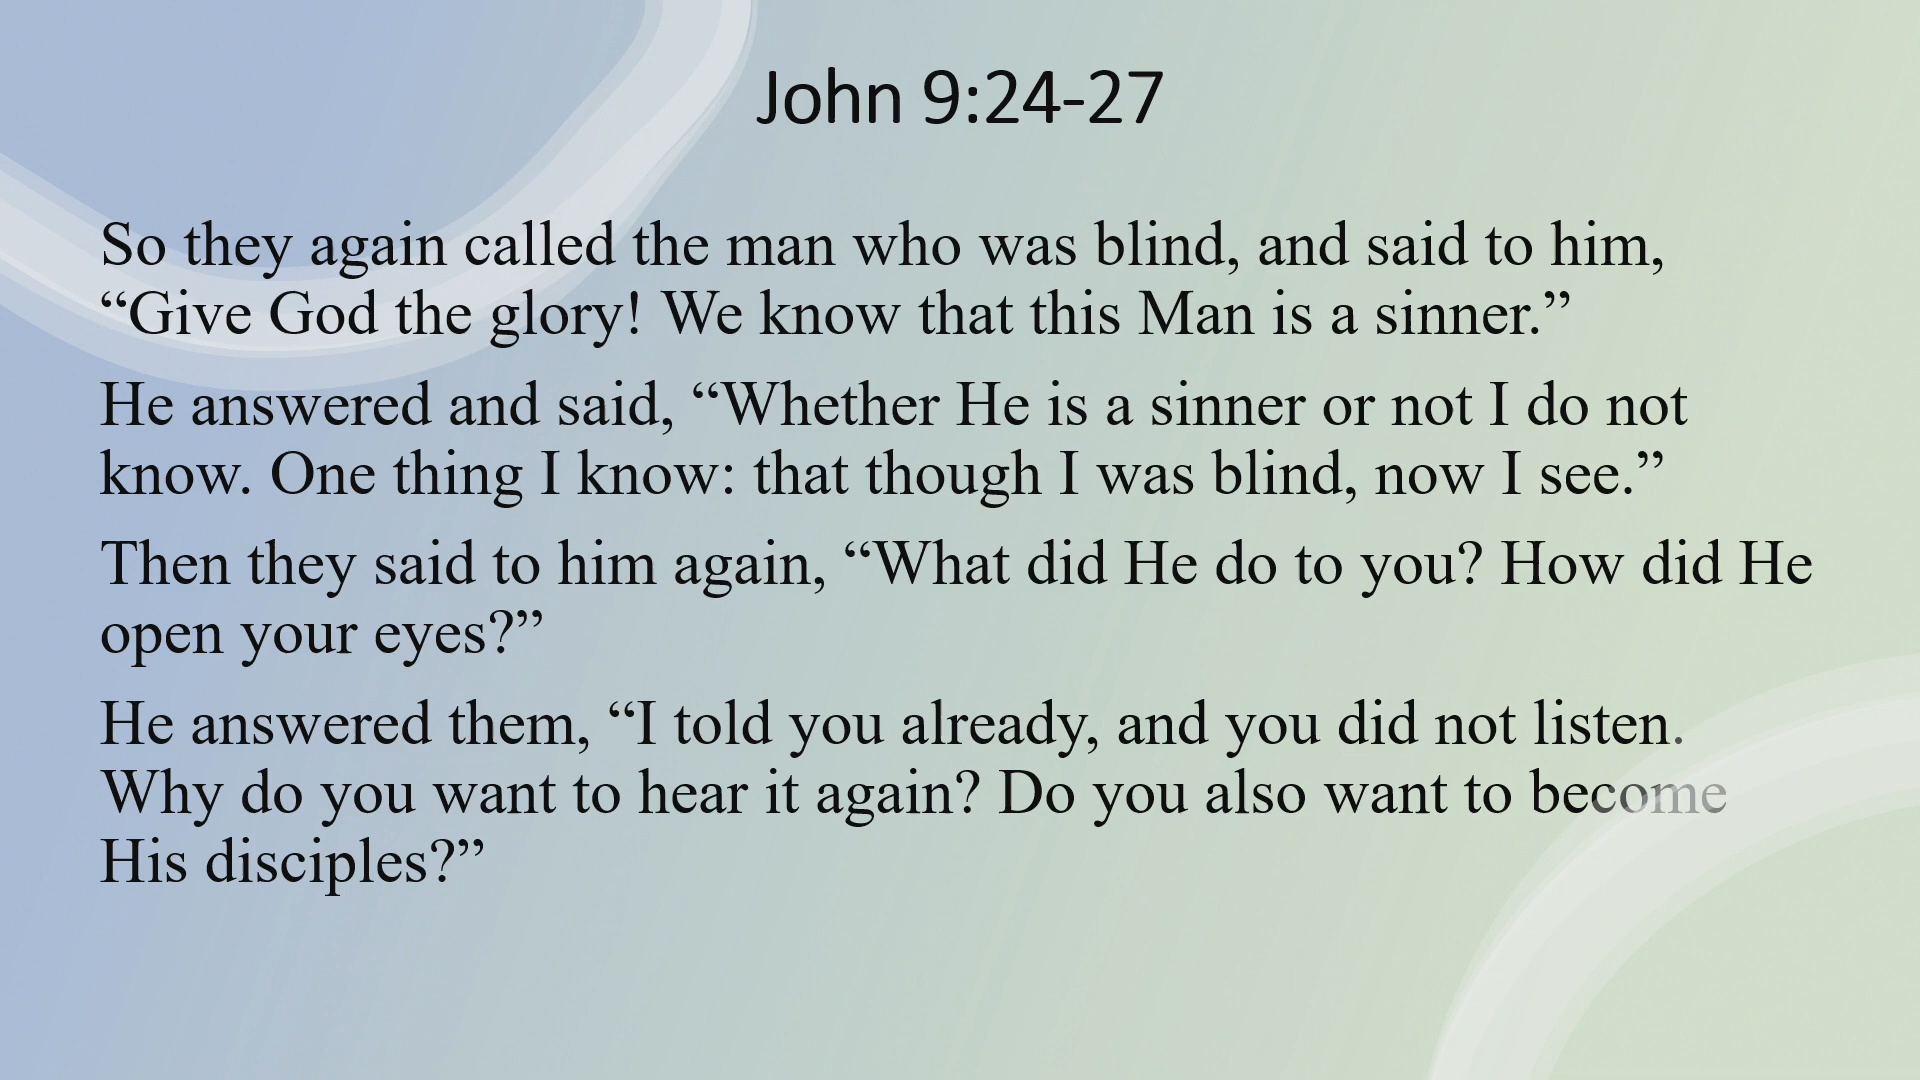 John 9:24-27
So they again called the man who was blind, and said to him,
“Give God the glory! We know that this Man is a sinner.”
He answered and said, “Whether He is a sinner or not I do not
know. One thing I know: that though I was blind, now I see.”
Then they said to him again, “What did He do to you? How did He
open your eyes?”
He answered them, “I told you already, and you did not listen.
Why do you want to hear it again? Do you also want to become
His disciples?”